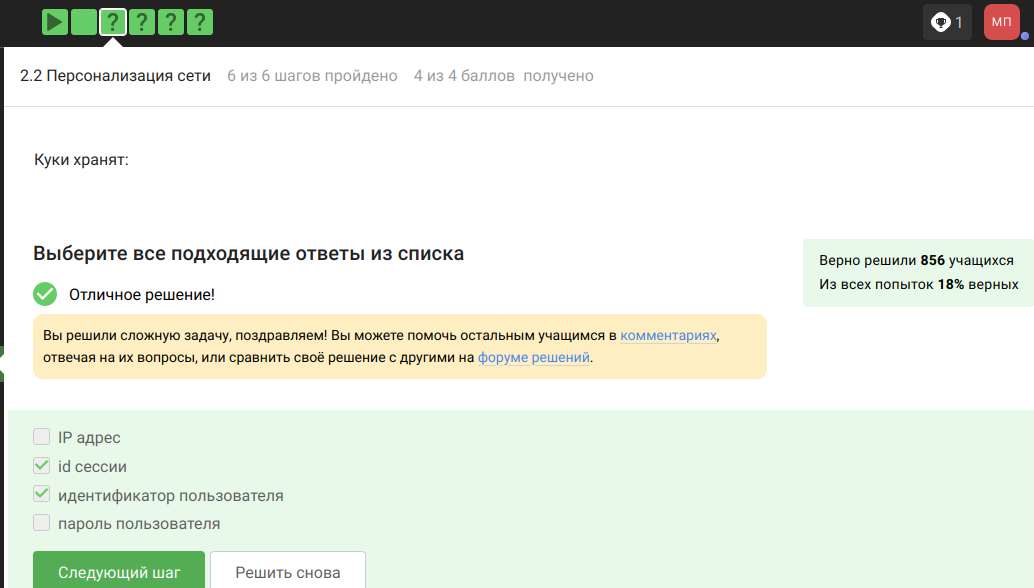 ? ? ? ?
1
МП
2.2 Персонализация сети 6 из 6 шагов пройдено 4 из 4 баллов получено
Куки хранят:
Выберите все подходящие ответы из списка
Отличное решение!
Вы решили сложную задачу, поздравляем! Вы можете помочь остальным учащимся в комментариях,
отвечая на их вопросы, или сравнить своё решение с другими на форуме решений.
Верно решили 856 учащихся
Из всех попыток 18% верных
IP адрес
id сессии
идентификатор пользователя
пароль пользователя
Следующий шаг
Решить снова